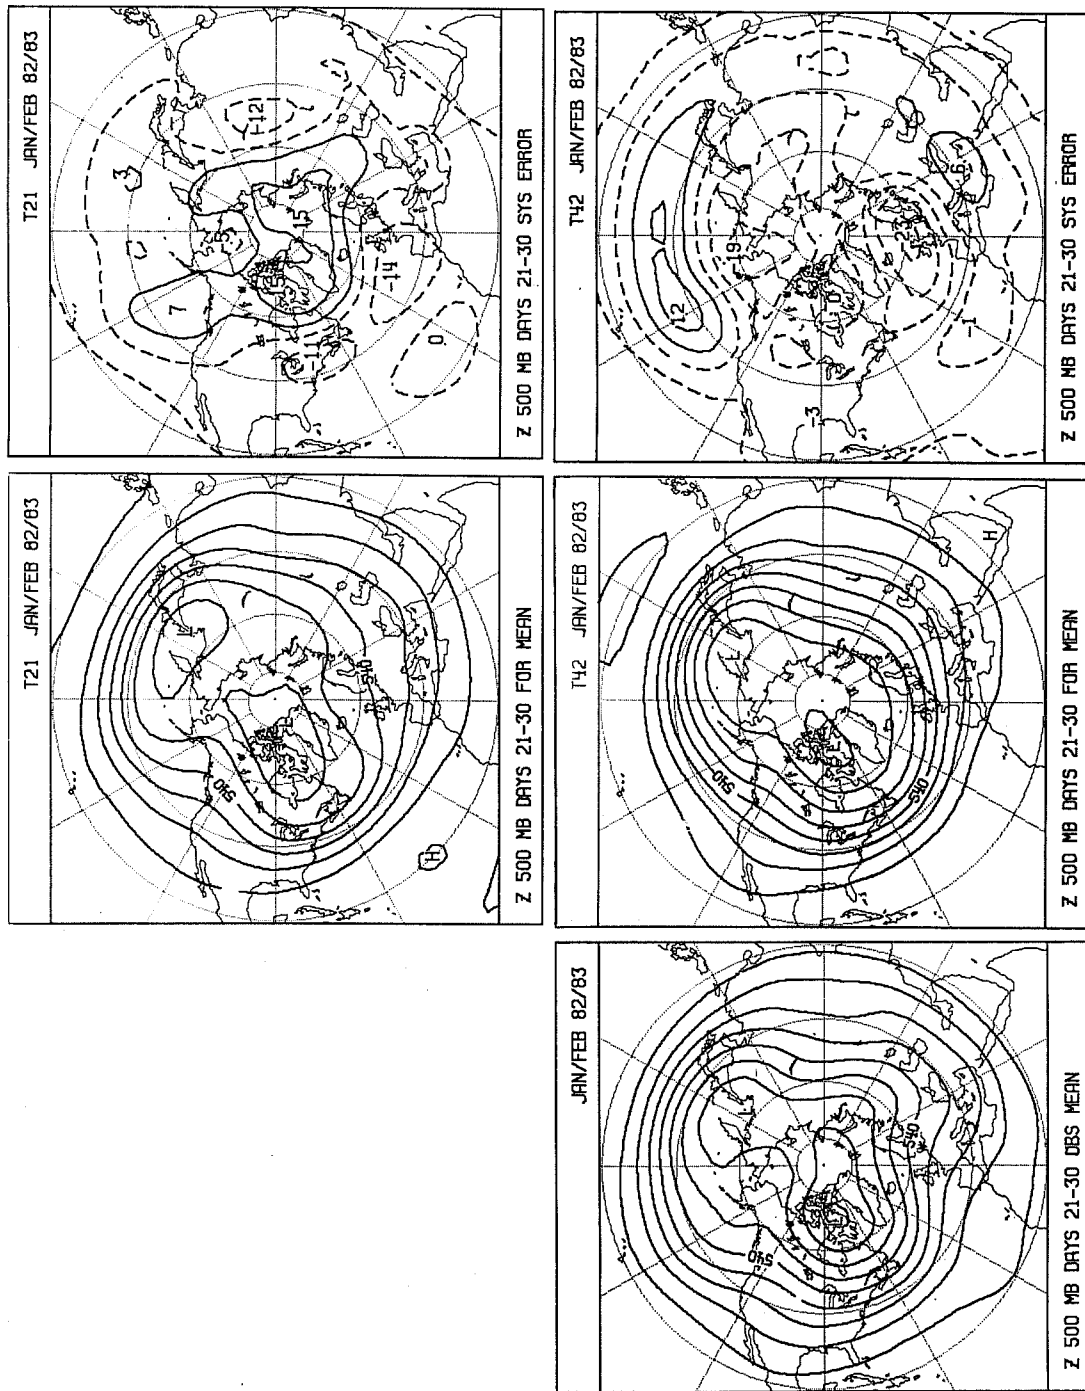 T21 JAN/FEB 82/83
3
7
-12
15
-14
-11
0
Z 500 MB DAYS 21-30 SYS ERROR
T42 JAN/FEB 82/83
12
-19
-23
-1
-3
Z 500 MB DAYS 21-30 SYS ERROR
T21 JAN/FEB 82/83
L
540
540
H
Z 500 MB DAYS 21-30 FOR MEAN
T42 JAN/FEB 82/83
540
540
H
Z 500 MB DAYS 21-30 FOR MEAN
JAN/FEB 82/83
L
540
540
Z 500 MB DAYS 21-30 OBS MEAN